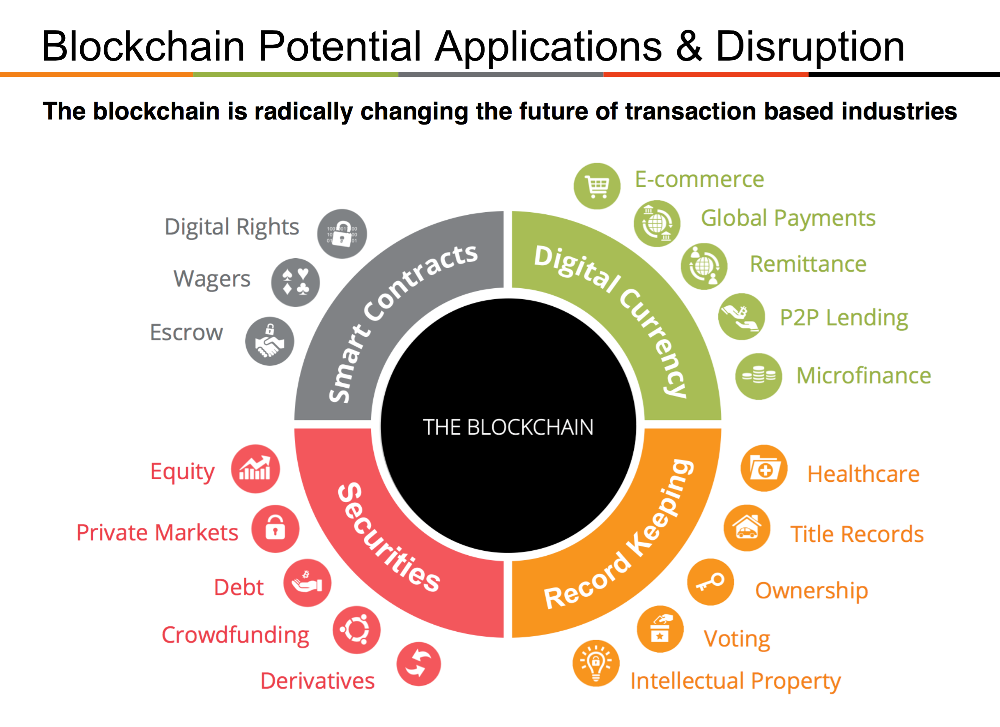 Blockchain Potential Applications & Disruption
The blockchain is radically changing the future of transaction based industries
Smart Contracts
Digital Rights
Wagers
Escrow
Digital Currency
E-commerce
Global Payments
Remittance
P2P Lending
Microfinance
THE BLOCKCHAIN
Securities
Equity
Private Markets
Debt
Crowdfunding
Derivatives
Record Keeping
Healthcare
Title Records
Ownership
Voting
Intellectual Property